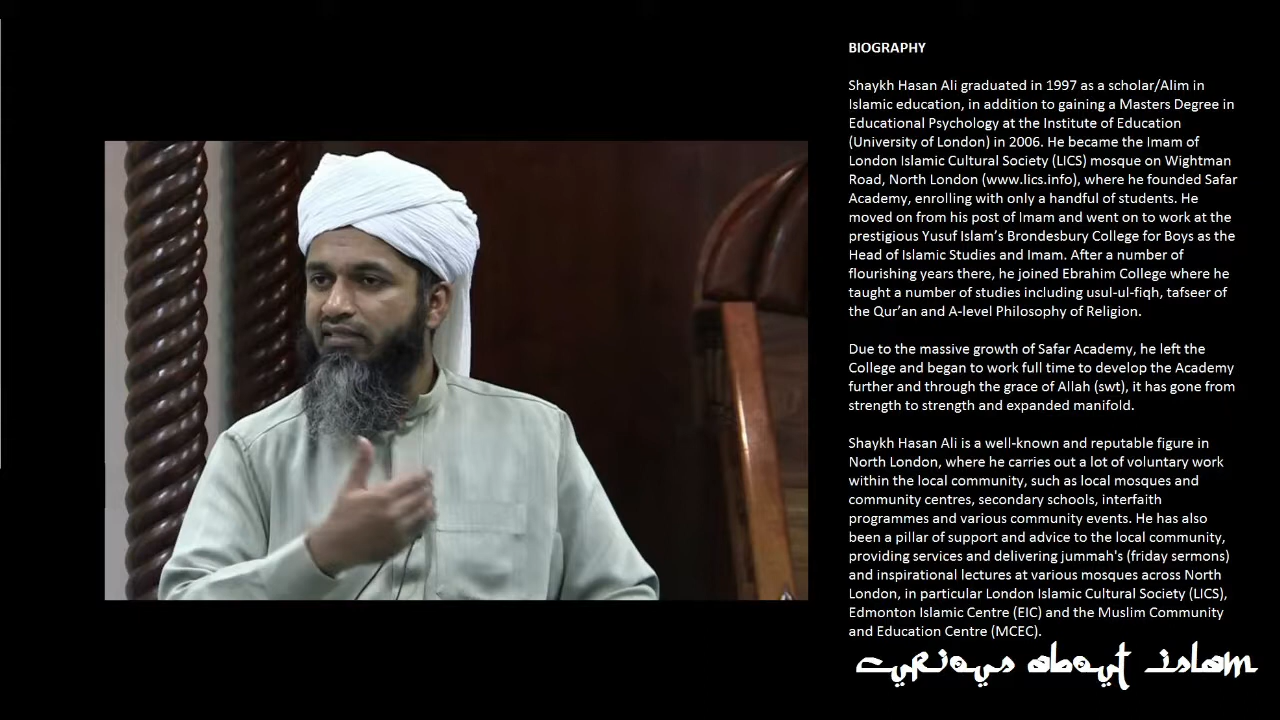 BIOGRAPHY
Shaykh Hasan Ali graduated in 1997 as a scholar/Alim in
Islamic education, in addition to gaining a Masters Degree in
Educational Psychology at the Institute of Education
(University of London) in 2006. He became the Imam of
London Islamic Cultural Society (LICS) mosque on Wightman
Road, North London (www.lics.info), where he founded Safar
Academy, enrolling with only a handful of students. He
moved on from his post of Imam and went on to work at the
prestigious Yusuf Islam's Brondesbury College for Boys as the
Head of Islamic Studies and Imam. After a number of
flourishing years there, he joined Ebrahim College where he
taught a number of studies including usul-ul-fiqh, tafseer of
the Qur'an and A-level Philosophy of Religion.
Due to the massive growth of Safar Academy, he left the
College and began to work full time to develop the Academy
further and through the grace of Allah (swt), it has gone from
strength to strength and expanded manifold.
Shaykh Hasan Ali is a well-known and reputable figure in
North London, where he carries out a lot of voluntary work
within the local community, such as local mosques and
community centres, secondary schools, interfaith
programmes and various community events. He has also
been a pillar of support and advice to the local community,
providing services and delivering jummah's (friday sermons)
and inspirational lectures at various mosques across North
London, in particular London Islamic Cultural Society (LICS),
Edmonton Islamic Centre (EIC) and the Muslim Community
and Education Centre (MCEC).
curious about islam